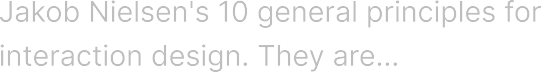 Jakob Nielsen's 10 general principles for
interaction design. They are...